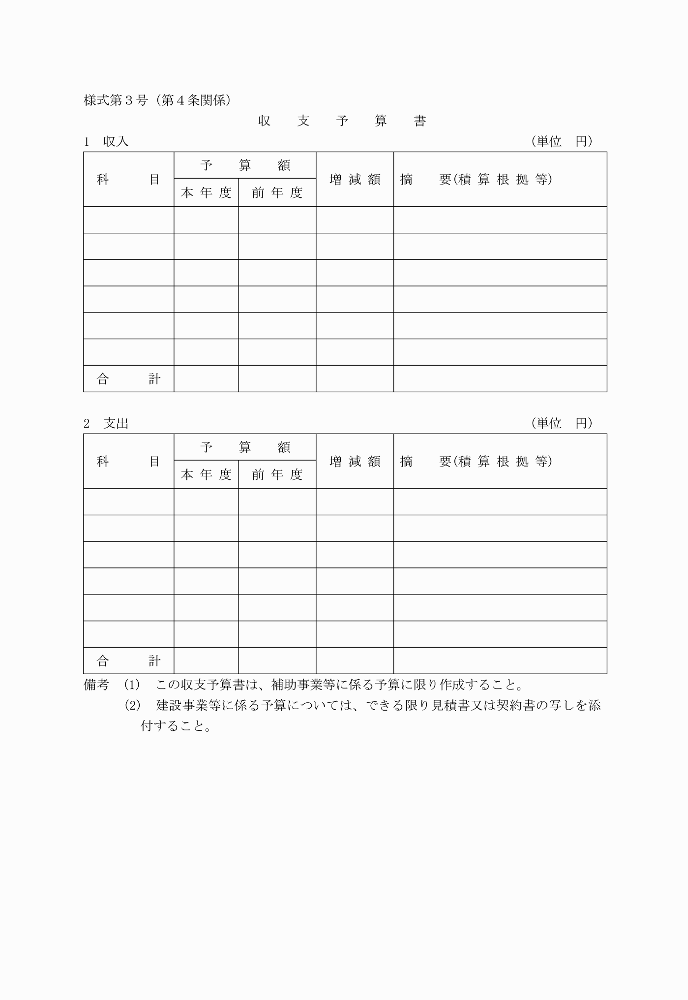 様式第３号（第４条関係）
収　支　予　算　書
1　収入　（単位　円）
科　目　予　算　額　増減額　摘　要(積算根拠等)
本年度　前年度
合　計
2　支出　（単位　円）
科　目　予　算　額　増減額　摘　要(積算根拠等)
本年度　前年度
合　計
備考　(1)　この収支予算書は、補助事業等に係る予算に限り作成すること。
(2)　建設事業等に係る予算については、できる限り見積書又は契約書の写しを添
付すること。